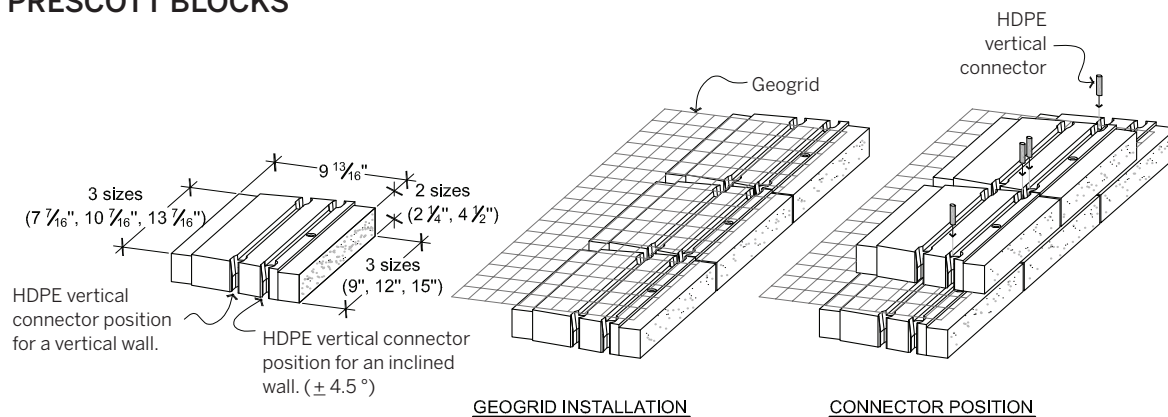 PRESCOTT BLOCKS
3 sizes
(7 7/16", 10 7/16", 13 7/16")
9 13/16"
2 sizes
(2 1/4", 4 1/2")
3 sizes
(9", 12", 15")
HDPE vertical
connector position
for a vertical wall.
HDPE vertical connector
position for an inclined
wall. (± 4.5 °)
Geogrid
GEOGRID INSTALLATION
HDPE
vertical
connector
CONNECTOR POSITION